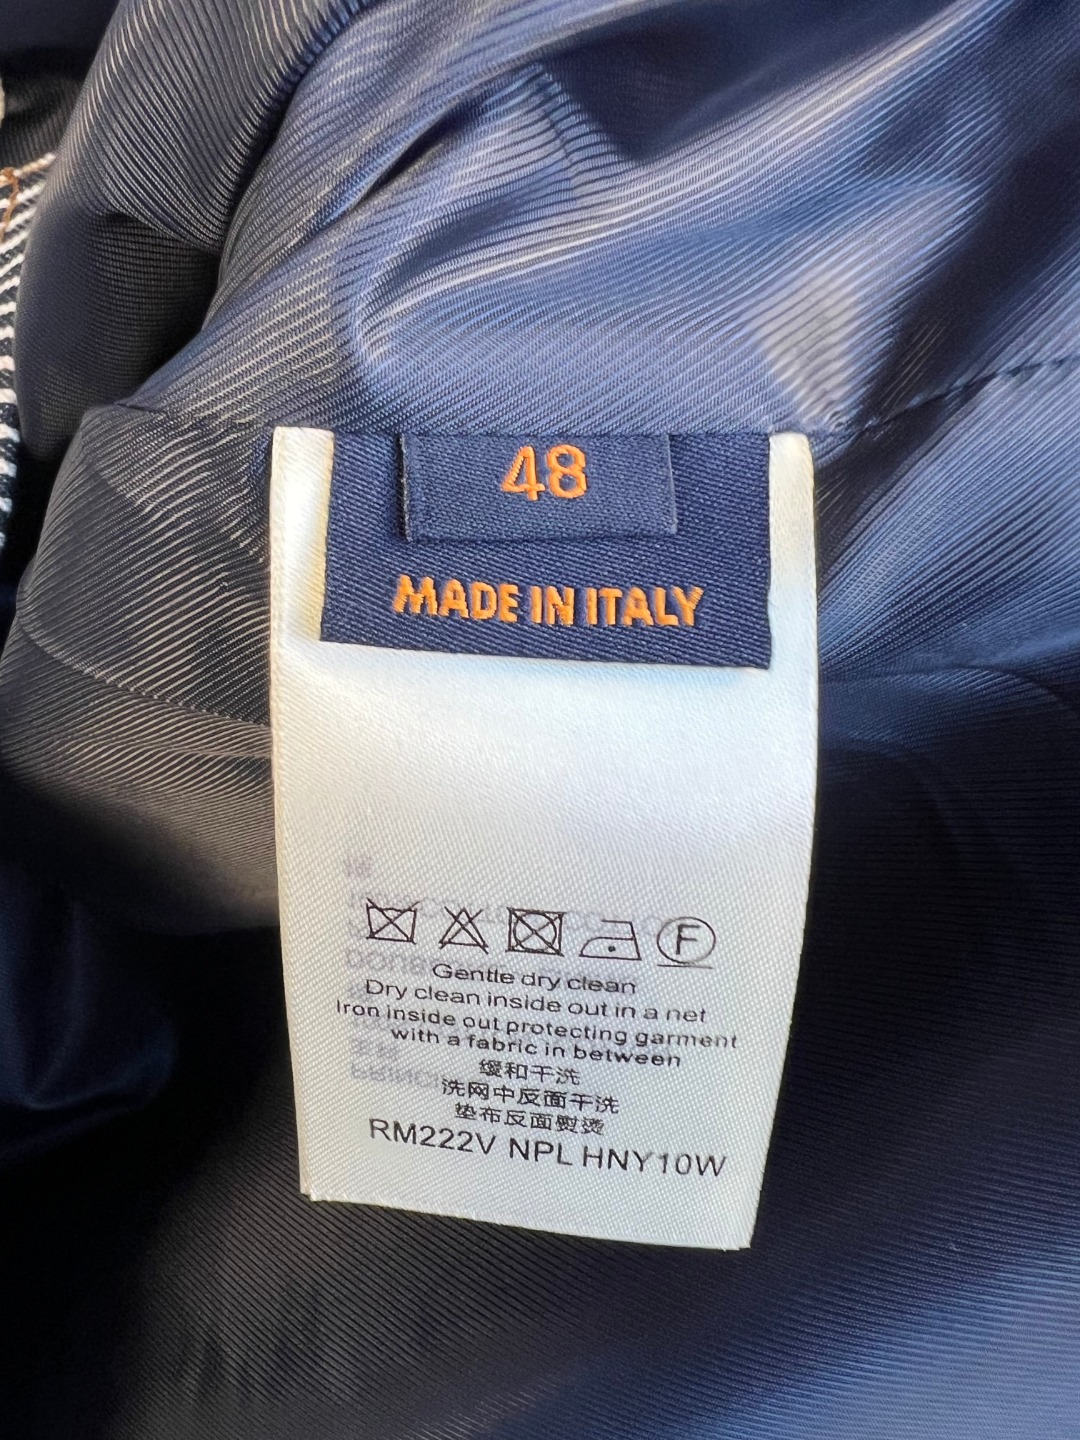 48
MADE IN ITALY
F
Gentle dry clean
Dry clean inside out in a net
Iron inside out protecting garment
with a fabric in between
缓和干洗
洗网中反面干洗
垫布反面熨烫
RM222V NPL HNY10W